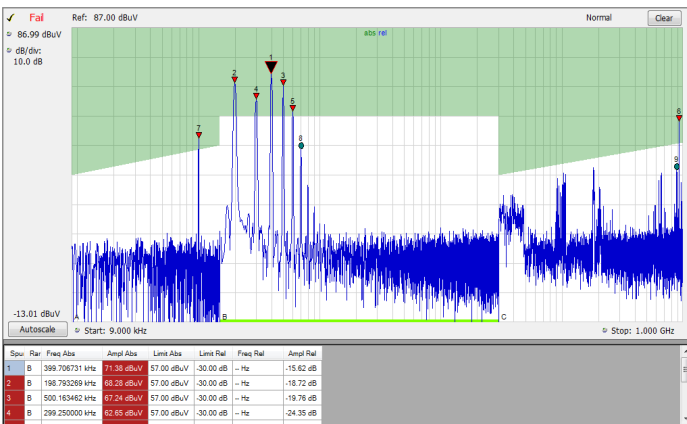 ✓ Fail Ref: 87.00 dBuV Normal Clear
86.99 dBuV
abs rel
dB/div:
10.0 dB
1
2
3
4
5
6
7
8
9
-13.01 dBuV
A B C
Autoscale Start: 9.000 kHz Stop: 1.000 GHz
Spu Rar Freq Abs Ampl Abs Limit Abs Limit Rel Freq Rel Ampl Rel
1 B 399.706731 kHz 71.38 dBuV 57.00 dBuV -30.00 dB -- Hz -15.62 dB
2 B 198.793269 kHz 68.28 dBuV 57.00 dBuV -30.00 dB -- Hz -18.72 dB
3 B 500.163462 kHz 67.24 dBuV 57.00 dBuV -30.00 dB -- Hz -19.76 dB
4 B 299.250000 kHz 62.65 dBuV 57.00 dBuV -30.00 dB -- Hz -24.35 dB